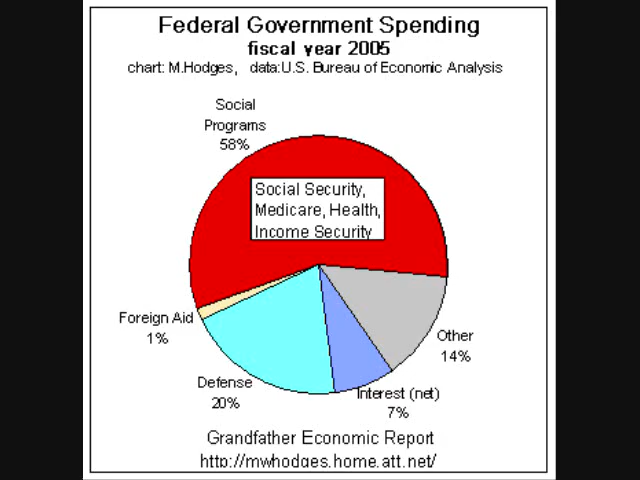 Federal Government Spending
fiscal year 2005
chart: M.Hodges, data:U.S. Bureau of Economic Analysis
Social
Programs
58%
Social Security,
Medicare, Health,
Income Security
Foreign Aid
1%
Other
14%
Defense
20%
Interest (net)
7%
Grandfather Economic Report
http://mwhodges.home.att.net/